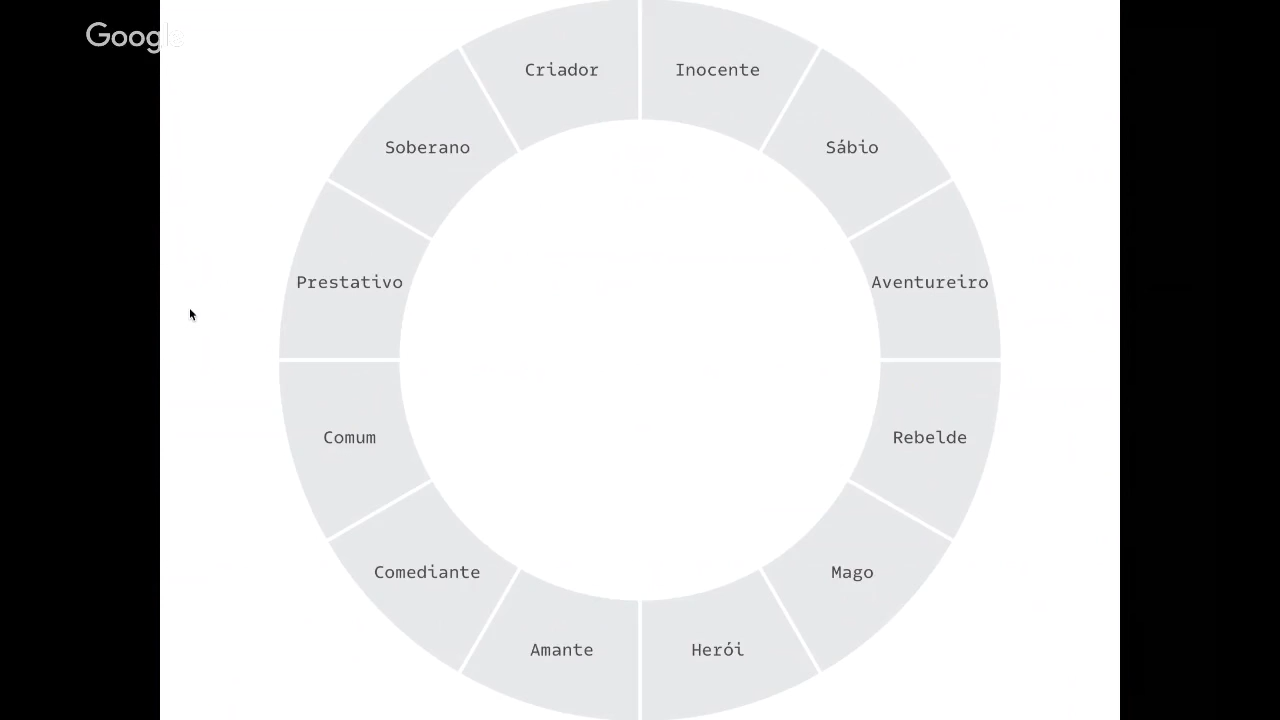 Google
Criador
Inocente
Soberano
Sábio
Prestativo
Aventureiro
Comum
Rebelde
Comediante
Mago
Amante
Herói